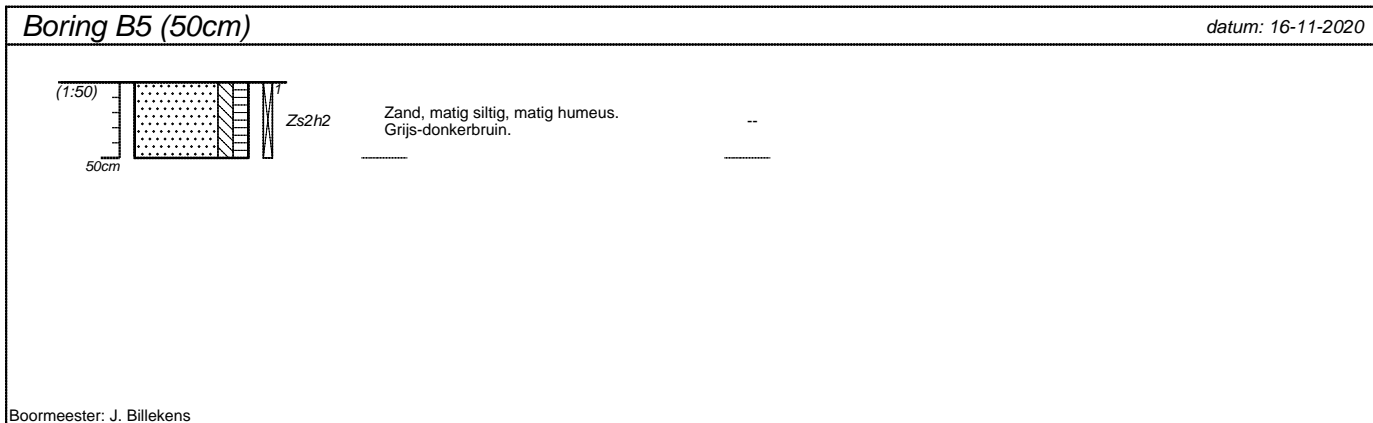 Boring B5 (50cm)
datum: 16-11-2020
(1:50)
1
Zs2h2
Zand, matig siltig, matig humeus.
Grijs-donkerbruin.
--
50cm
Boormeester: J. Billekens